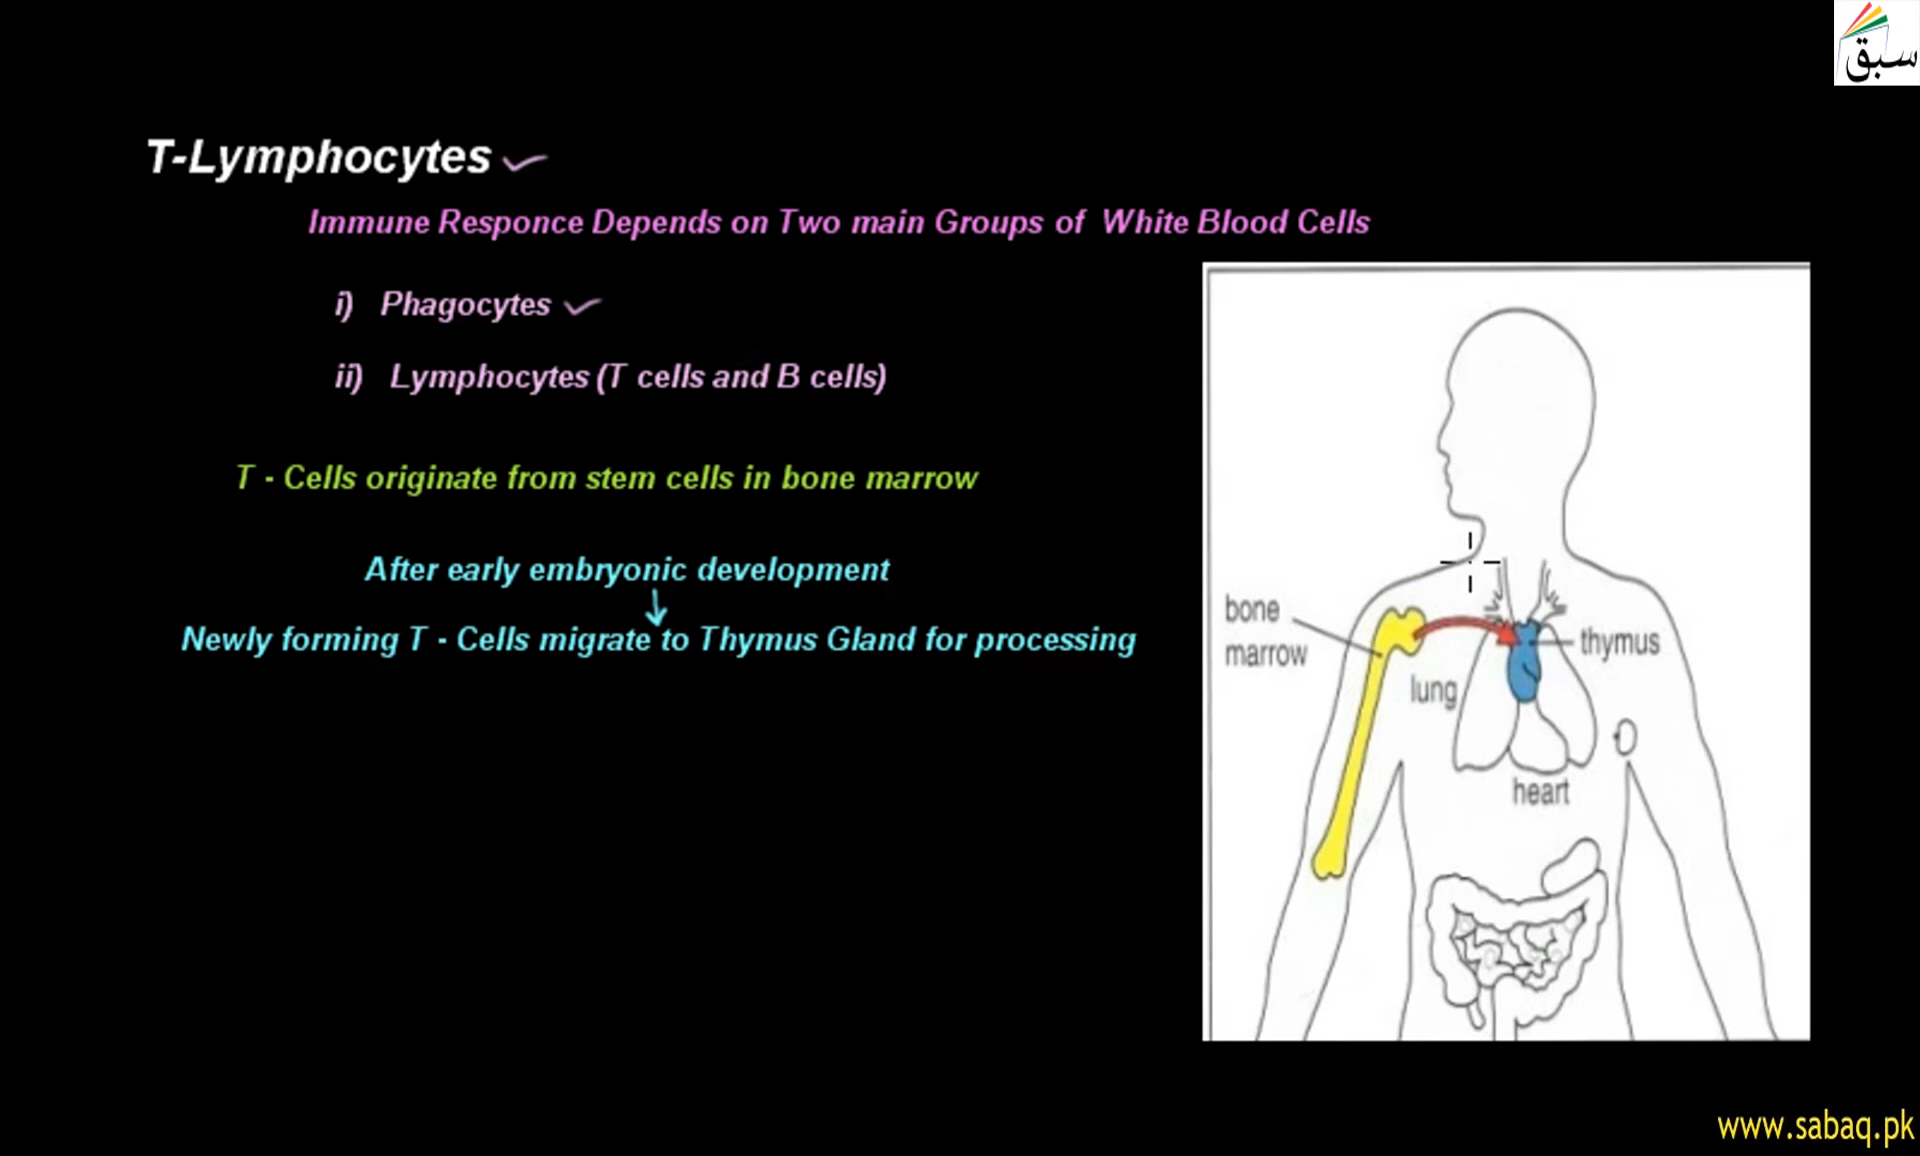 سبق
T-Lymphocytes
Immune Responce Depends on Two main Groups of White Blood Cells
i) Phagocytes
ii) Lymphocytes (T cells and B cells)
T - Cells originate from stem cells in bone marrow
After early embryonic development
Newly forming T - Cells migrate to Thymus Gland for processing
bone
marrow
thymus
lung
heart
www.sabaq.pk